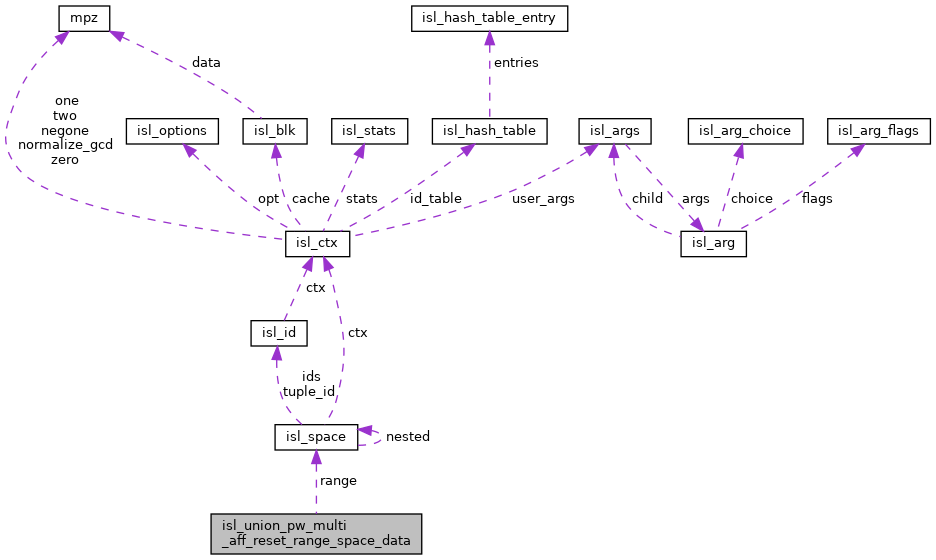 mpz
isl_hash_table_entry
data
entries
one
two
negone
normalize_gcd
zero
isl_options
isl_blk
isl_stats
isl_hash_table
isl_args
isl_arg_choice
isl_arg_flags
opt
cache
stats
id_table
user_args
child
args
choice
flags
isl_ctx
isl_arg
ctx
isl_id
ctx
ids
tuple_id
isl_space
nested
range
isl_union_pw_multi
_aff_reset_range_space_data